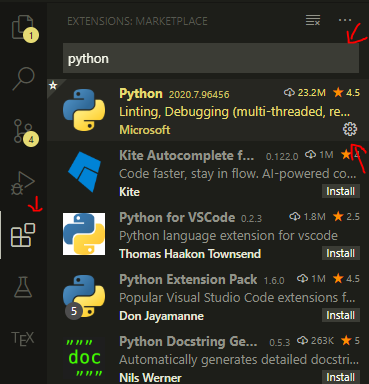 EXTENSIONS: MARKETPLACE
1
python
Python 2020.7.96456 23.2M 4.5
Linting, Debugging (multi-threaded, re...
Microsoft
4
Kite Autocomplete f... 0.122.0 1M
Code faster, stay in flow. AI-powered co...
Kite Install
Python for VSCode 0.2.3 1.8M 2.5
Python language extension for vscode
Thomas Haakon Townsend Install
Python Extension Pack 1.6.0 1M 4.5
Popular Visual Studio Code extensions f...
5 Don Jayamanne Install
TEX
""" Python Docstring Ge... 0.5.3 263K 5
doc Automatically generates detailed docstri...
""" Nils Werner Install